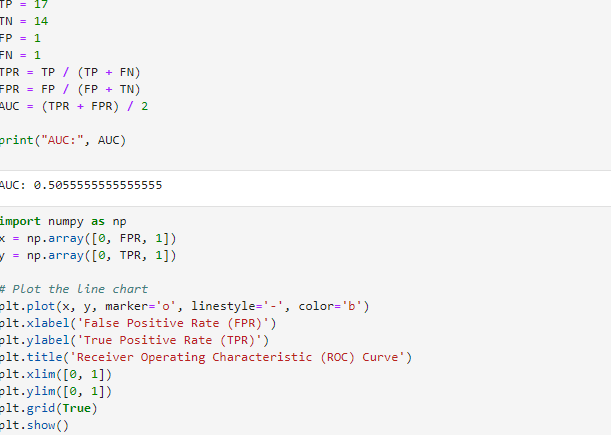 TP = 17
TN = 14
FP = 1
FN = 1
TPR = TP / (TP + FN)
FPR = FP / (FP + TN)
AUC = (TPR + FPR) / 2
print("AUC:", AUC)
AUC: 0.5055555555555555
import numpy as np
x = np.array([0, FPR, 1])
y = np.array([0, TPR, 1])
# Plot the line chart
plt.plot(x, y, marker='o', linestyle='-', color='b')
plt.xlabel('False Positive Rate (FPR)')
plt.ylabel('True Positive Rate (TPR)')
plt.title('Receiver Operating Characteristic (ROC) Curve')
plt.xlim([0, 1])
plt.ylim([0, 1])
plt.grid(True)
plt.show()